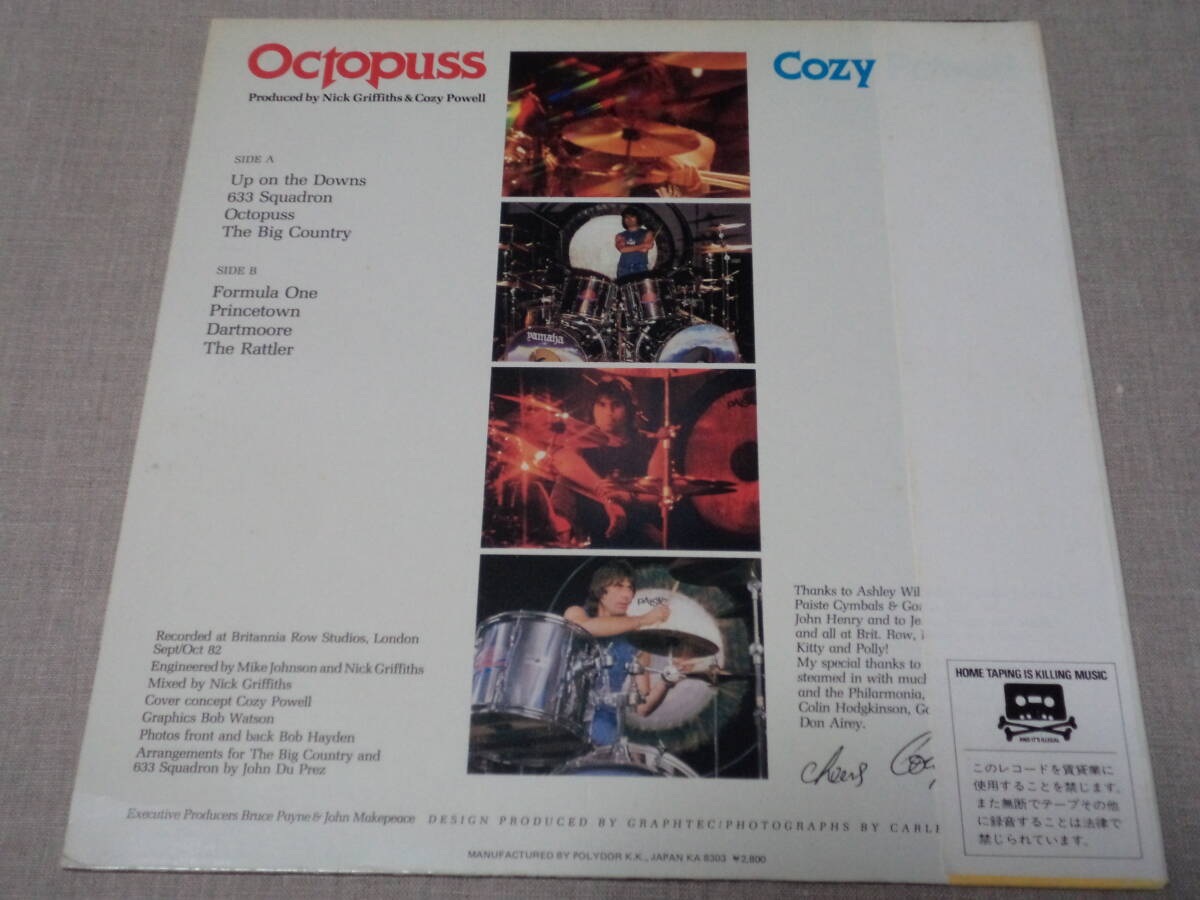 Octopuss
Produced by Nick Griffiths & Cozy Powell
SIDE A
Up on the Downs
633 Squadron
Octopuss
The Big Country
SIDE B
Formula One
Princetown
Dartmoore
The Rattler
Recorded at Britannia Row Studios, London
Sept/Oct 82
Engineered by Mike Johnson and Nick Griffiths
Mixed by Nick Griffiths
Cover concept Cozy Powell
Graphics Bob Watson
Photos front and back Bob Hayden
Arrangements for The Big Country and
633 Squadron by John Du Prez
Executive Producers Bruce Payne & John Makepeace
DESIGN PRODUCED BY GRAPHTEC/PHOTOGRAPHS BY
MANUFACTURED BY POLYDOR K.K., JAPAN KA 8303 ¥2,800
Cozy Powell
yamaha
PAiSTe
Thanks to Ashley
Paiste Cymbals &
John Henry and to
and all at Brit. Row,
Kitty and Polly!
My special thanks to
steamed in with
and the Philarmonia,
Colin Hodgkinson,
Don Airey.
cheers
HOME TAPING IS KILLING MUSIC
AND IT'S ILLEGAL
このレコードを賃貸業に
使用することを禁じます。
また無断でテープその他
に録音することは法律で
禁じられています。